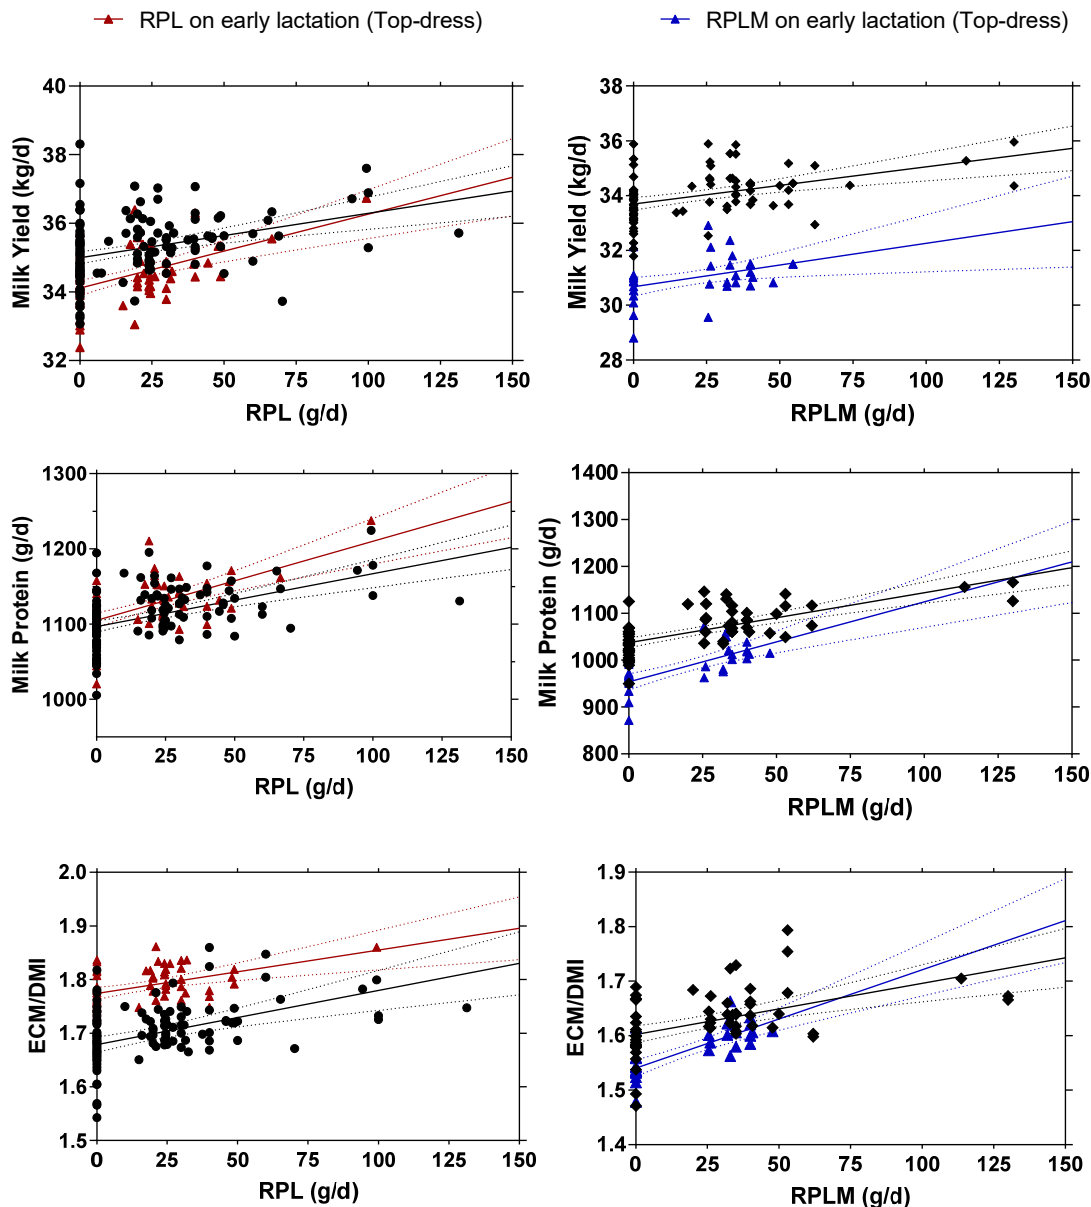 RPL on early lactation (Top-dress)
RPLM on early lactation (Top-dress)
Milk Yield (kg/d)
40
38
36
34
32
0 25 50 75 100 125 150
RPL (g/d)
Milk Yield (kg/d)
38
36
34
32
30
28
0 25 50 75 100 125 150
RPLM (g/d)
Milk Protein (g/d)
1300
1200
1100
1000
0 25 50 75 100 125 150
RPL (g/d)
Milk Protein (g/d)
1400
1300
1200
1100
1000
900
800
0 25 50 75 100 125 150
RPLM (g/d)
ECM/DMI
2.0
1.9
1.8
1.7
1.6
1.5
0 25 50 75 100 125 150
RPL (g/d)
ECM/DMI
1.9
1.8
1.7
1.6
1.5
1.4
0 25 50 75 100 125 150
RPLM (g/d)